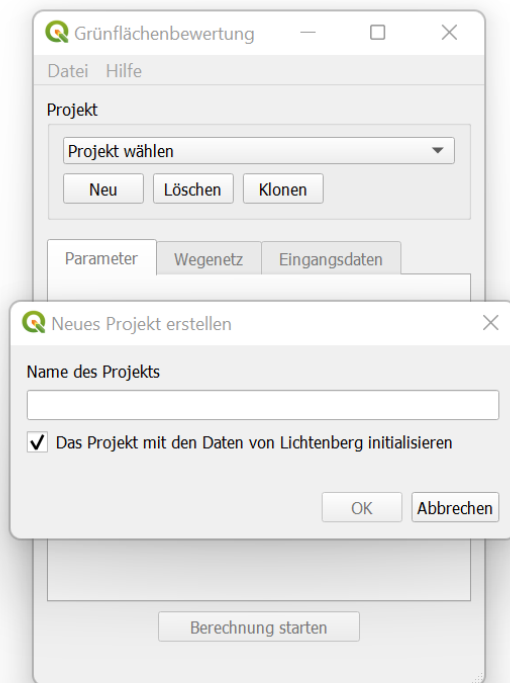 Grünflächenbewertung
Datei Hilfe
Projekt
Projekt wählen
Neu Löschen Klonen
Parameter Wegenetz Eingangsdaten
Neues Projekt erstellen
Name des Projekts
Das Projekt mit den Daten von Lichtenberg initialisieren
OK Abbrechen
Berechnung starten